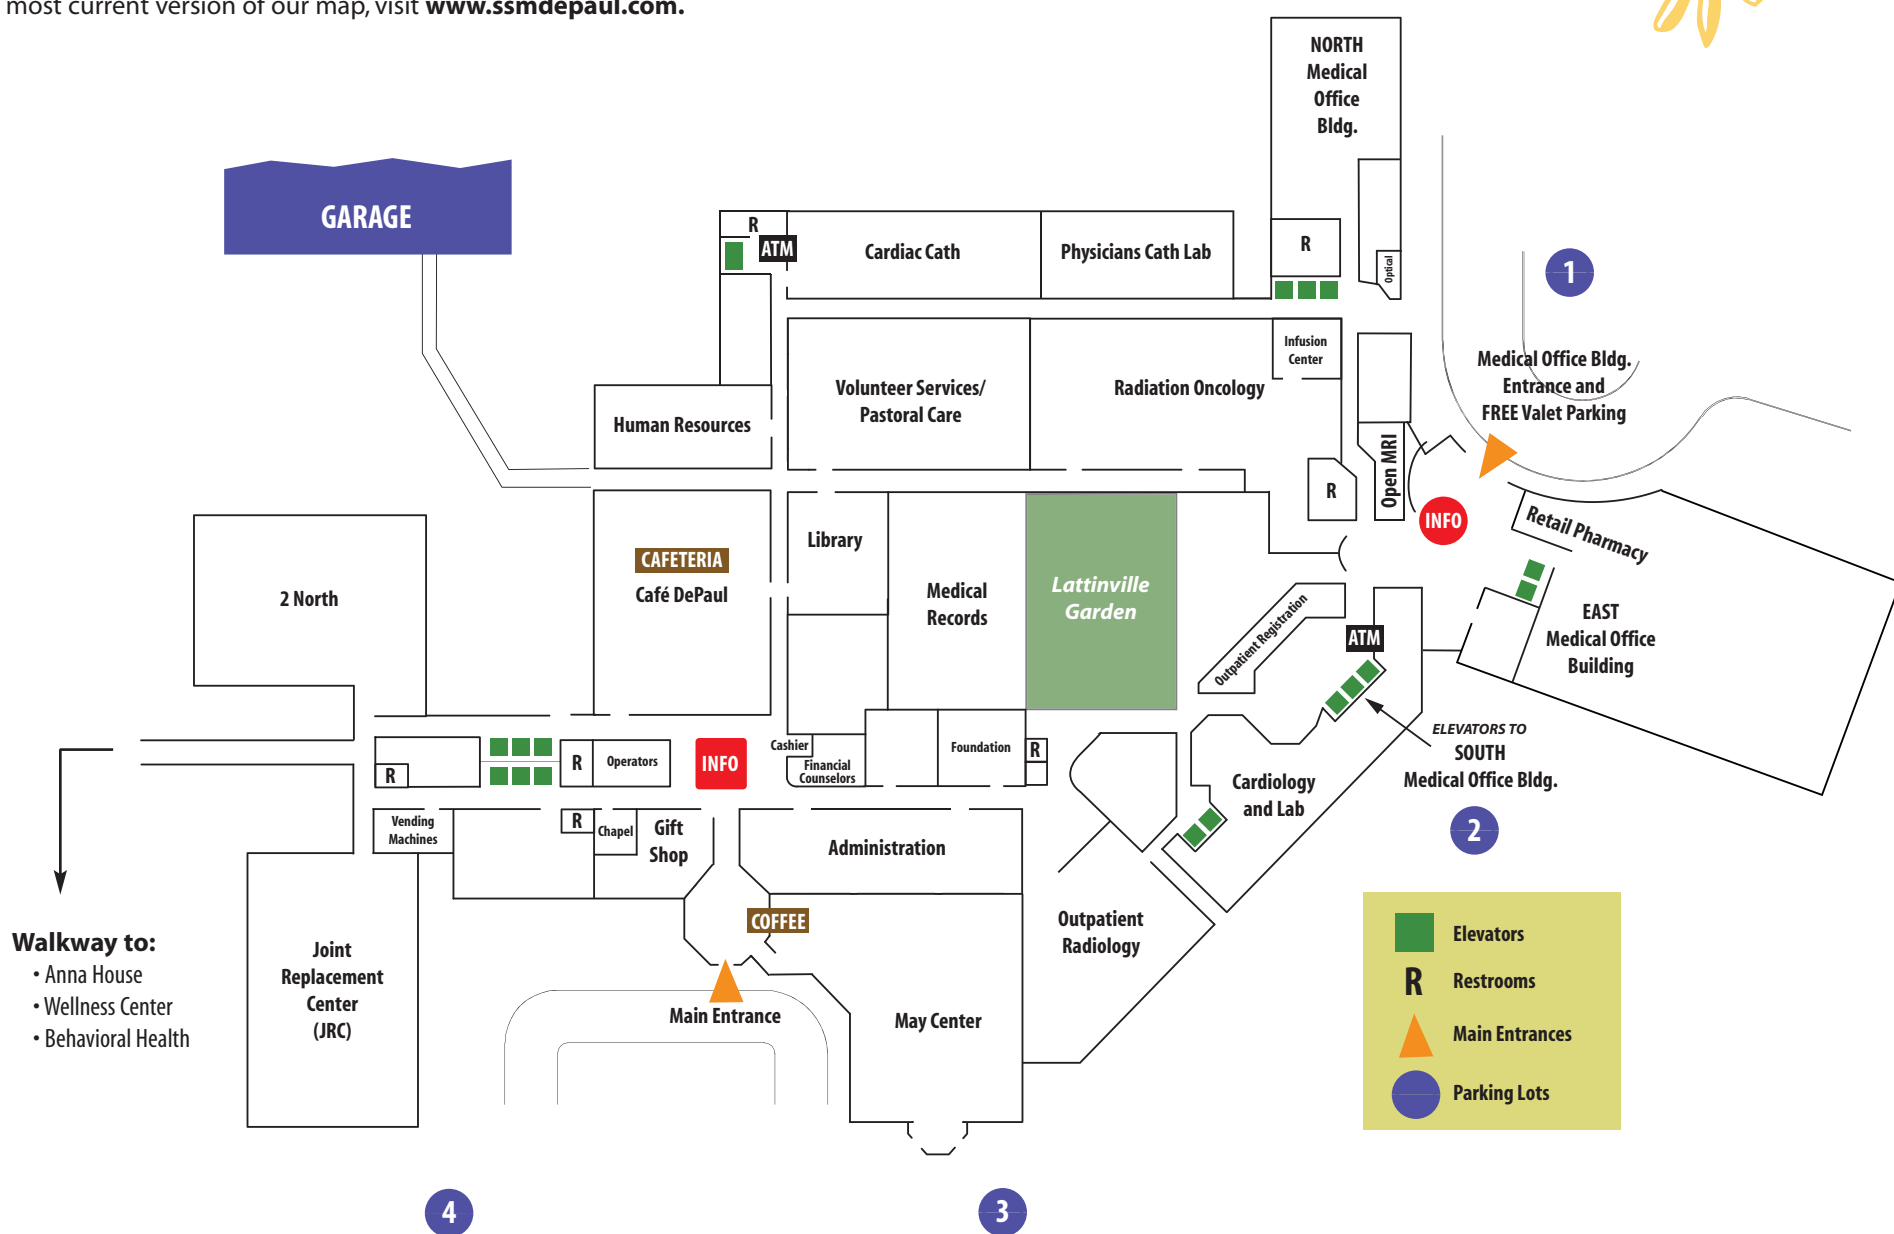 most current version of our map, visit www.ssmdepaul.com.
NORTH
Medical
Office
Bldg.
GARAGE
R
ATM
Cardiac Cath
Physicians Cath Lab
R
Optical
1
Infusion
Center
Medical Office Bldg.
Entrance and
FREE Valet Parking
Volunteer Services/
Pastoral Care
Radiation Oncology
Human Resources
Open MRI
R
INFO
Retail Pharmacy
Library
CAFETERIA
Café DePaul
2 North
Medical
Records
Lattinville
Garden
Outpatient Registration
ATM
EAST
Medical Office
Building
ELEVATORS TO
SOUTH
Medical Office Bldg.
Cashier
Financial
Counselors
Foundation
R
R
R
Operators
INFO
Cardiology
and Lab
2
Vending
Machines
R
Chapel
Gift
Shop
Administration
COFFEE
Outpatient
Radiology
Elevators
R
Restrooms
Main Entrances
Parking Lots
Walkway to:
• Anna House
• Wellness Center
• Behavioral Health
Joint
Replacement
Center
(JRC)
Main Entrance
May Center
4
3